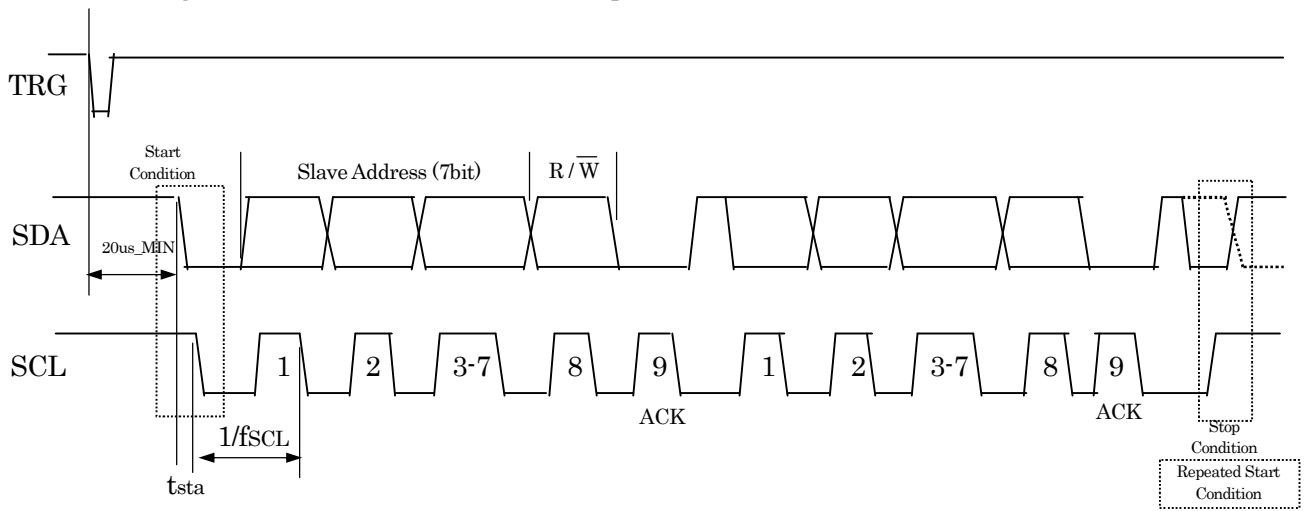 TRG
Start
Condition
Slave Address (7bit)
R / W̅
SDA
20us_MIN
SCL
1
2
3-7
8
9
1
2
3-7
8
9
ACK
ACK
1/fSCL
tsta
Stop
Condition
Repeated Start
Condition